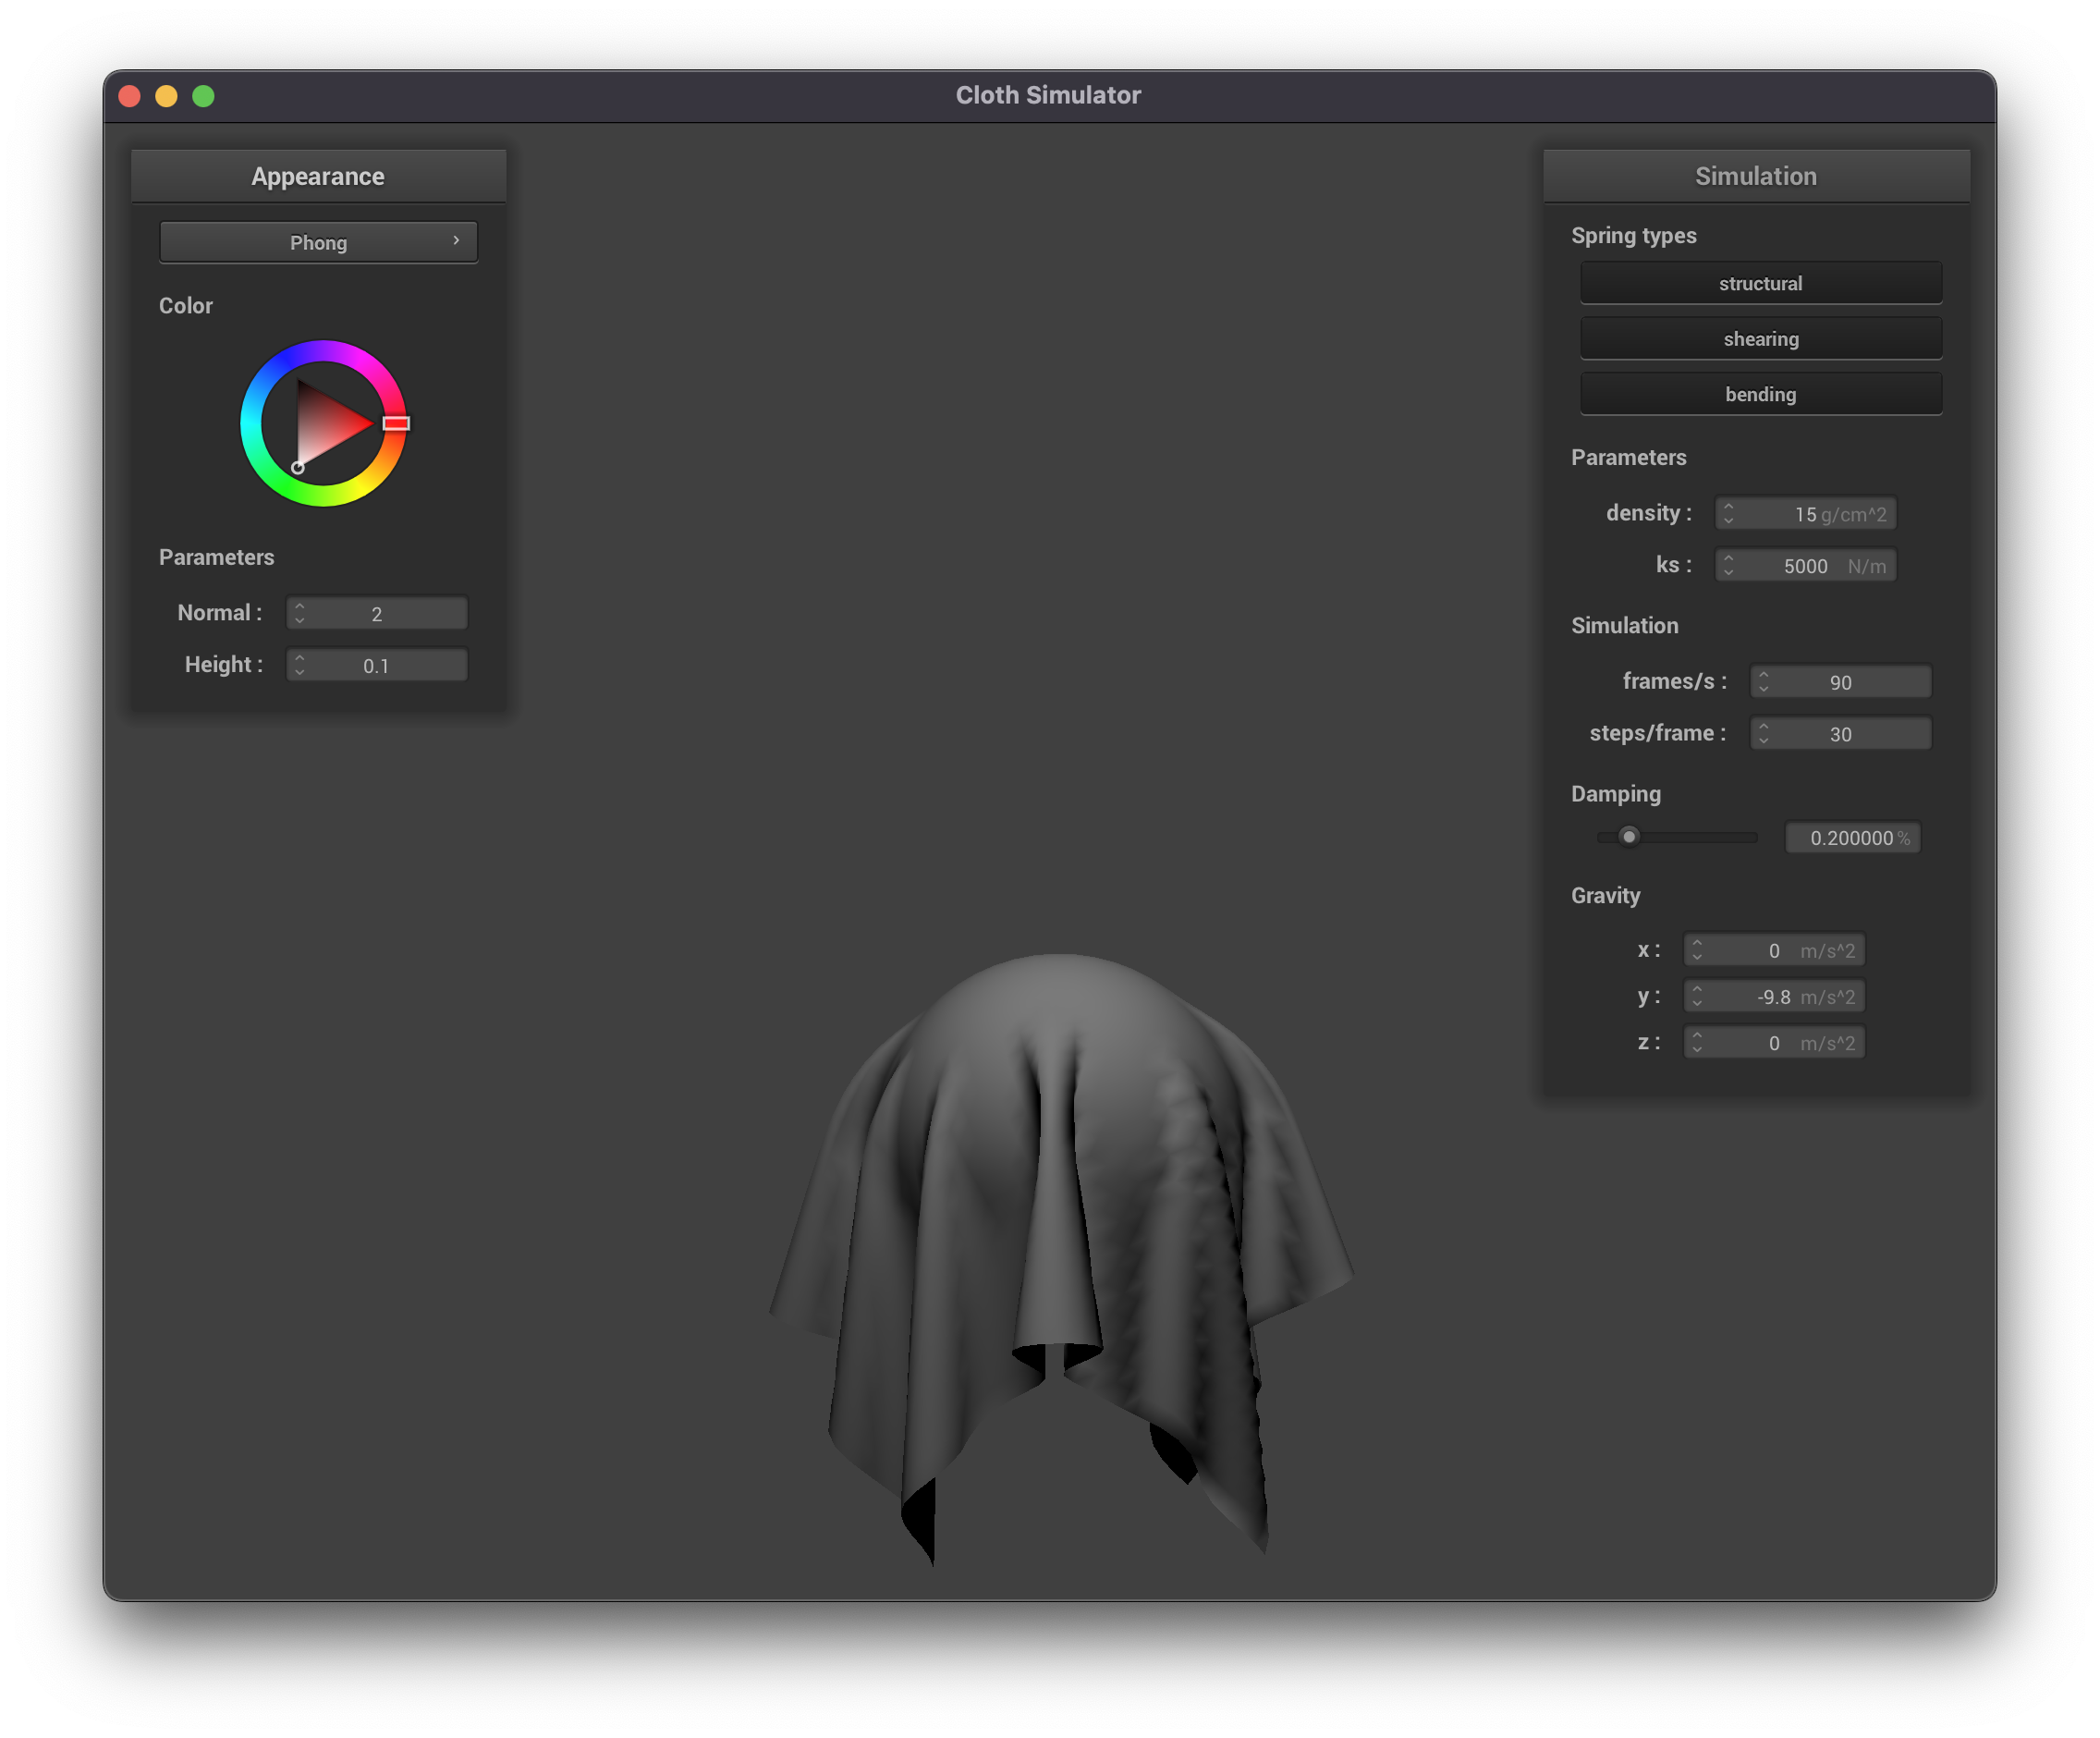 Cloth Simulator
Appearance
Phong
Color
Parameters
Normal : 2
Height : 0.1
Simulation
Spring types
structural
shearing
bending
Parameters
density : 15 g/cm^2
ks : 5000 N/m
Simulation
frames/s : 90
steps/frame : 30
Damping
0.200000 %
Gravity
x : 0 m/s^2
y : -9.8 m/s^2
z : 0 m/s^2